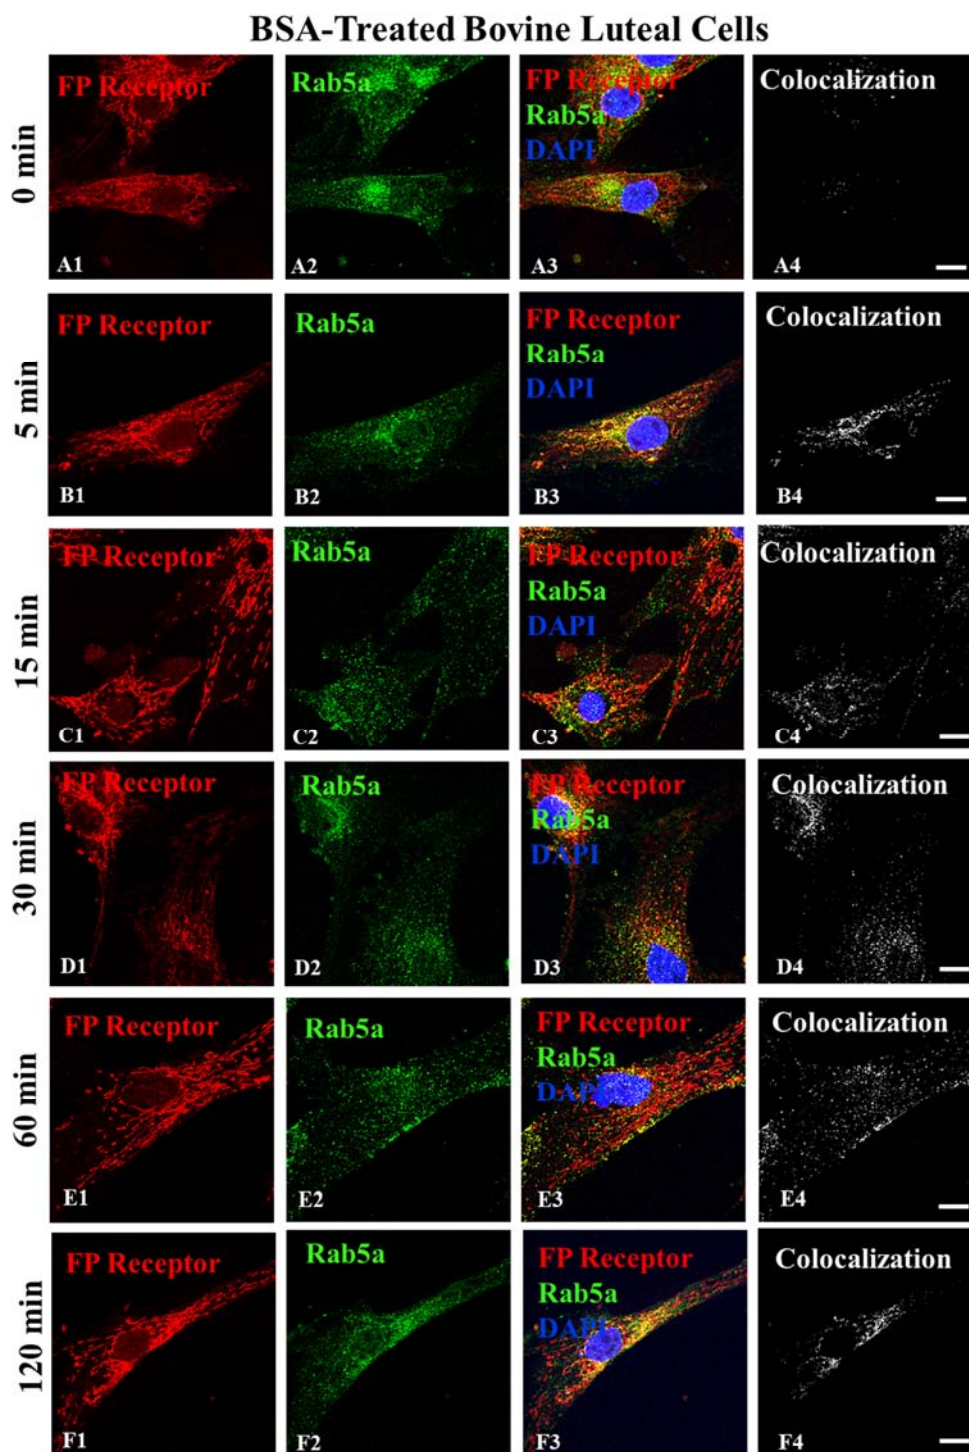 BSA-Treated Bovine Luteal Cells
0 min
FP Receptor
A1
Rab5a
A2
FP Receptor
Rab5a
DAPI
A3
Colocalization
A4
5 min
FP Receptor
B1
Rab5a
B2
FP Receptor
Rab5a
DAPI
B3
Colocalization
B4
15 min
FP Receptor
C1
Rab5a
C2
FP Receptor
Rab5a
DAPI
C3
Colocalization
C4
30 min
FP Receptor
D1
Rab5a
D2
FP Receptor
Rab5a
DAPI
D3
Colocalization
D4
60 min
FP Receptor
E1
Rab5a
E2
FP Receptor
Rab5a
DAPI
E3
Colocalization
E4
120 min
FP Receptor
F1
Rab5a
F2
FP Receptor
Rab5a
DAPI
F3
Colocalization
F4